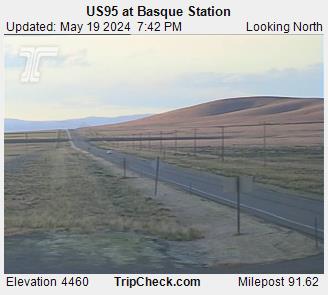 US95 at Basque Station
Updated: May 19 2024 7:42 PM Looking North
Elevation 4460 TripCheck.com Milepost 91.62